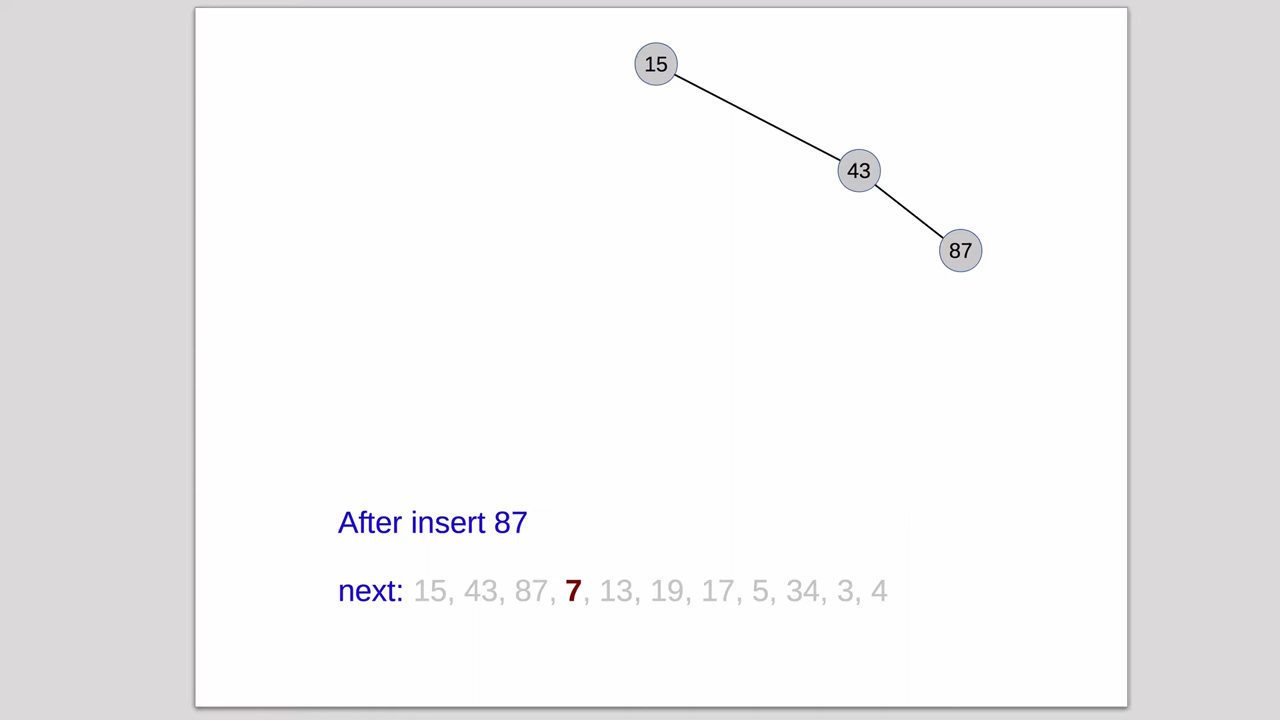 15
43
87
After insert 87
next: 15, 43, 87, 7, 13, 19, 17, 5, 34, 3, 4